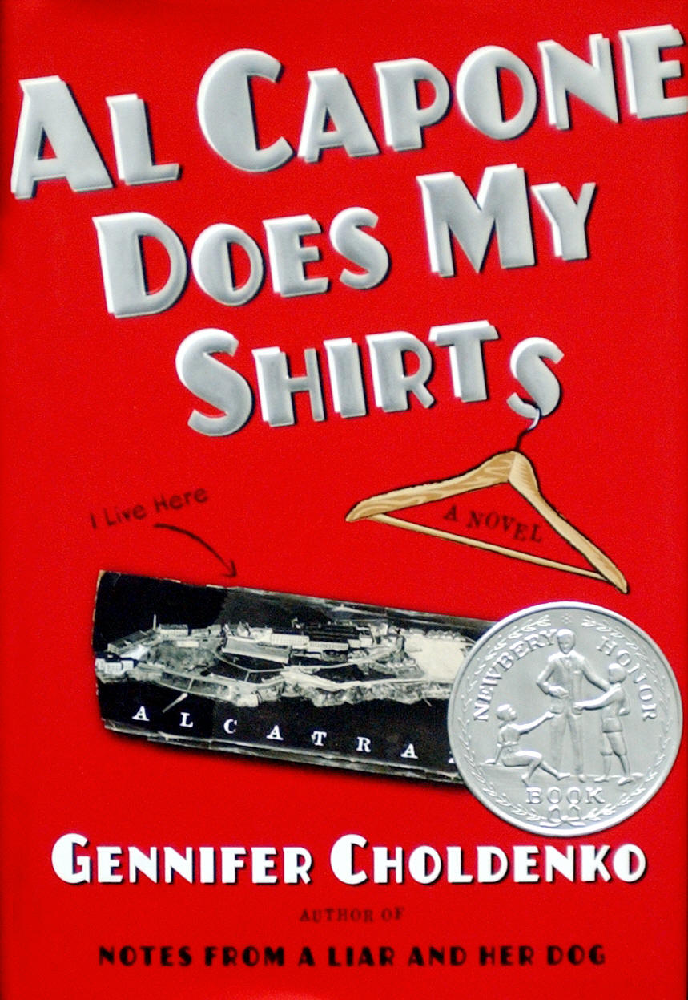 AL CAPONE
DOES MY
SHIRTS
A NOVEL
I Live Here
ALCATRA
NEWBERY HONOR
BOOK
GENNIFER CHOLDENKO
AUTHOR OF
NOTES FROM A LIAR AND HER DOG